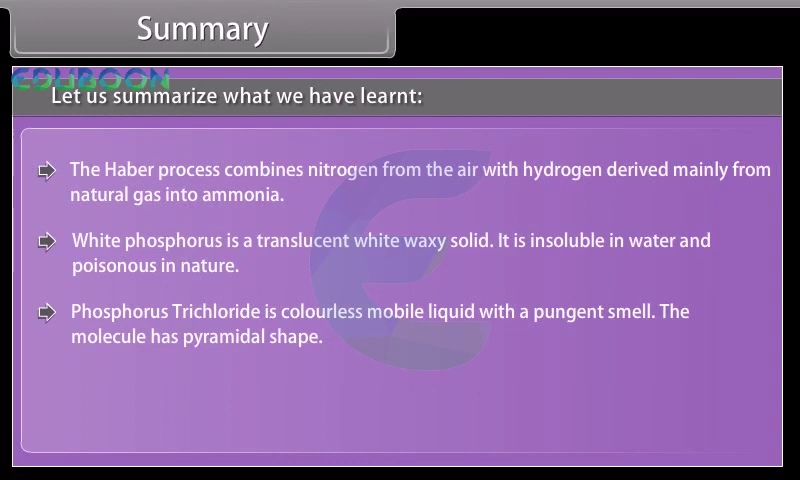 Summary
EDUBOON
Let us summarize what we have learnt:
The Haber process combines nitrogen from the air with hydrogen derived mainly from
natural gas into ammonia.
White phosphorus is a translucent white waxy solid. It is insoluble in water and
poisonous in nature.
Phosphorus Trichloride is colourless mobile liquid with a pungent smell. The
molecule has pyramidal shape.